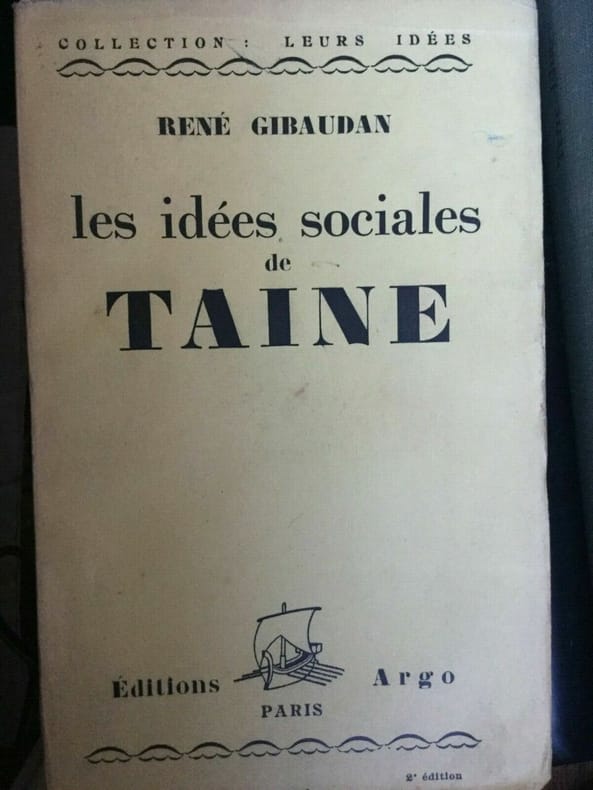 COLLECTION : LEURS IDÉES
RENÉ GIBAUDAN
les idées sociales
de
TAINE
Éditions Argo
PARIS
2e édition